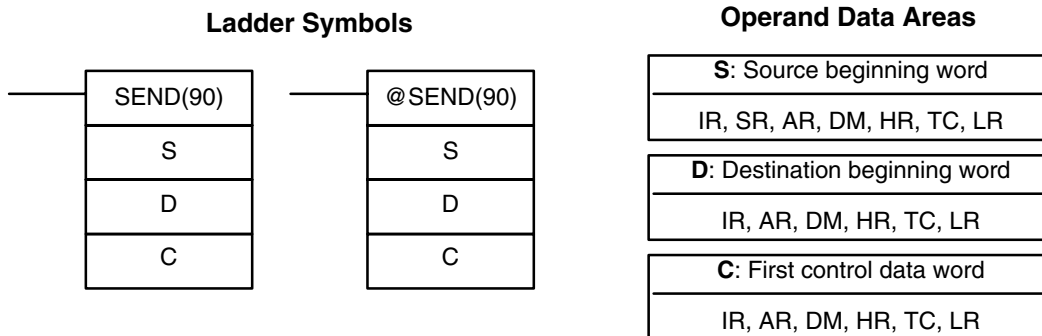 Ladder Symbols
SEND(90)
S
D
C
@SEND(90)
S
D
C
Operand Data Areas
S: Source beginning word
IR, SR, AR, DM, HR, TC, LR
D: Destination beginning word
IR, AR, DM, HR, TC, LR
C: First control data word
IR, AR, DM, HR, TC, LR